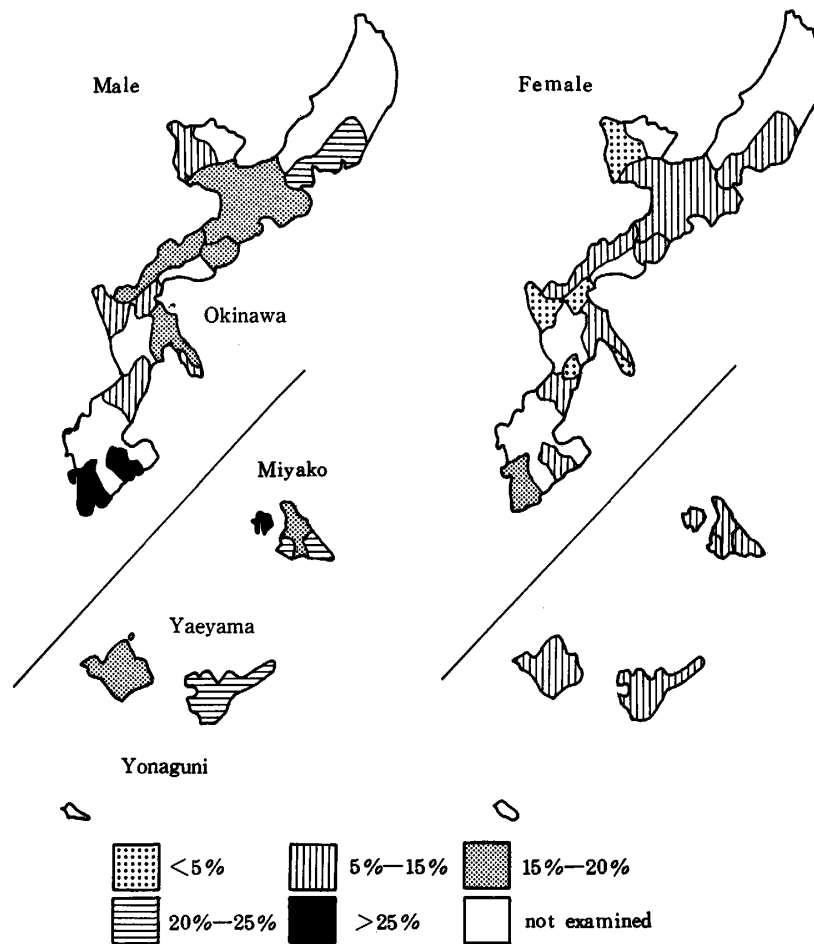 Male
Female
Okinawa
Miyako
Yaeyama
Yonaguni
<5%
5%—15%
15%—20%
20%—25%
>25%
not examined